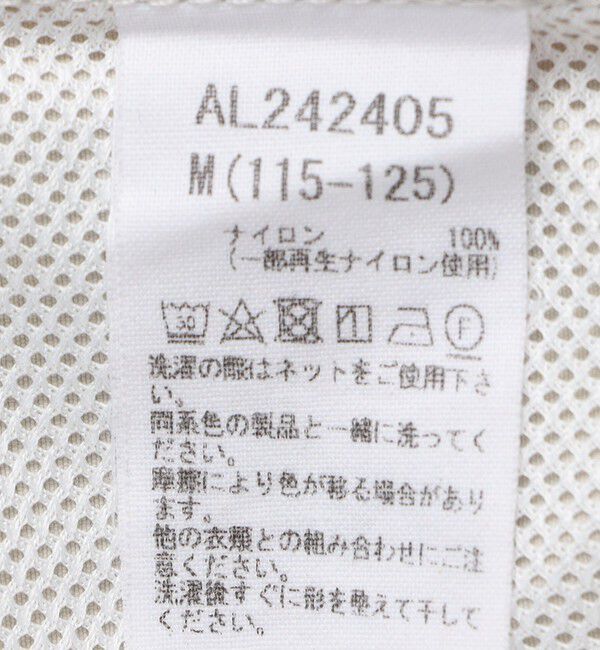 AL242405
M(115-125)
ナイロン 100%
(一部再生ナイロン使用)
30
F
洗濯の際はネットをご使用下さ
い。
同系色の製品と一緒に洗ってく
ださい。
摩擦により色が移る場合があり
ます。
他の衣類との組み合わせにご注
意ください。
洗濯後すぐに形を整えて干して
ください。